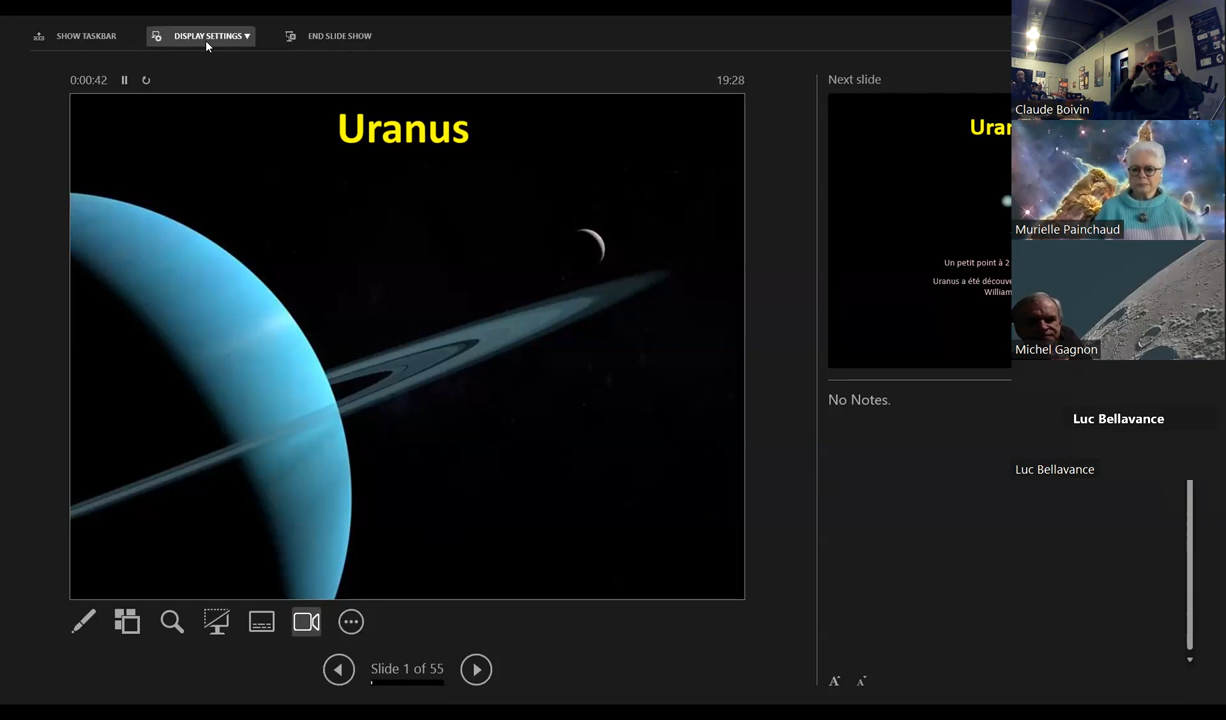 SHOW TASKBAR
DISPLAY SETTINGS ▼
END SLIDE SHOW
0:00:42
19:28
Uranus
Next slide
Un petit point à 2
Uranus a été découve
William
No Notes.
Slide 1 of 55
Claude Boivin
Murielle Painchaud
Michel Gagnon
Luc Bellavance
Luc Bellavance